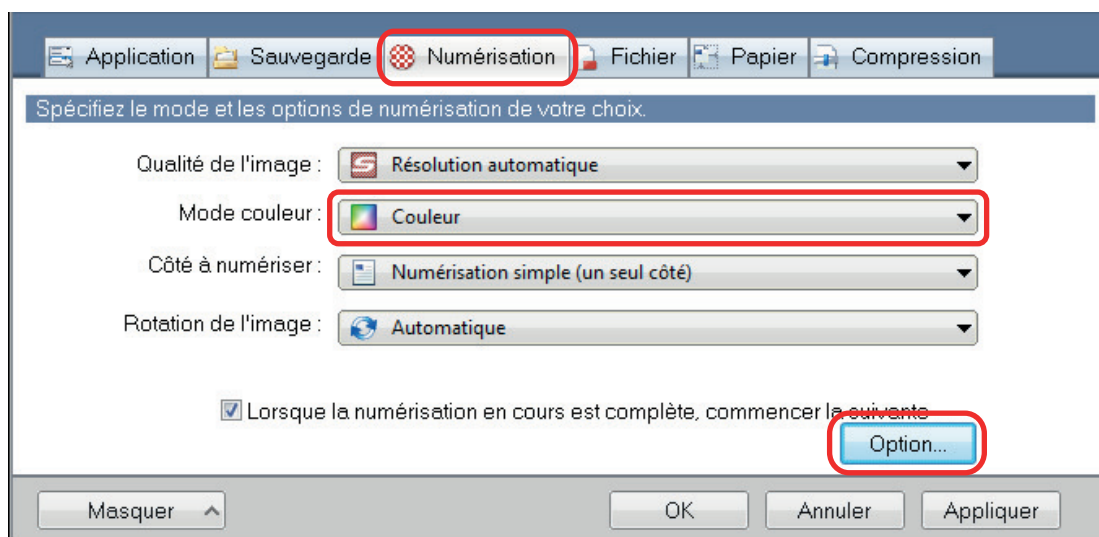 Application Sauvegarde Numérisation Fichier Papier Compression
Spécifiez le mode et les options de numérisation de votre choix.
Qualité de l'image : Résolution automatique
Mode couleur : Couleur
Côté à numériser : Numérisation simple (un seul côté)
Rotation de l'image : Automatique
Lorsque la numérisation en cours est complète, commencer la suivante
Option...
Masquer OK Annuler Appliquer